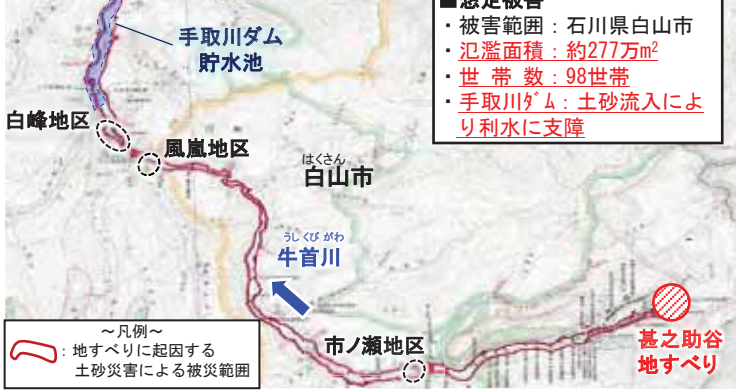 ■想定被害
・被害範囲：石川県白山市
・氾濫面積：約277万m²
・世 帯 数：98世帯
・手取川ﾀﾞﾑ：土砂流入によ
り利水に支障
手取川ダム
貯水池
白峰地区
風嵐地区
はくさん
白山市
うしくびがわ
牛首川
市ノ瀬地区
甚之助谷
地すべり
～凡例～
：地すべりに起因する
土砂災害による被災範囲